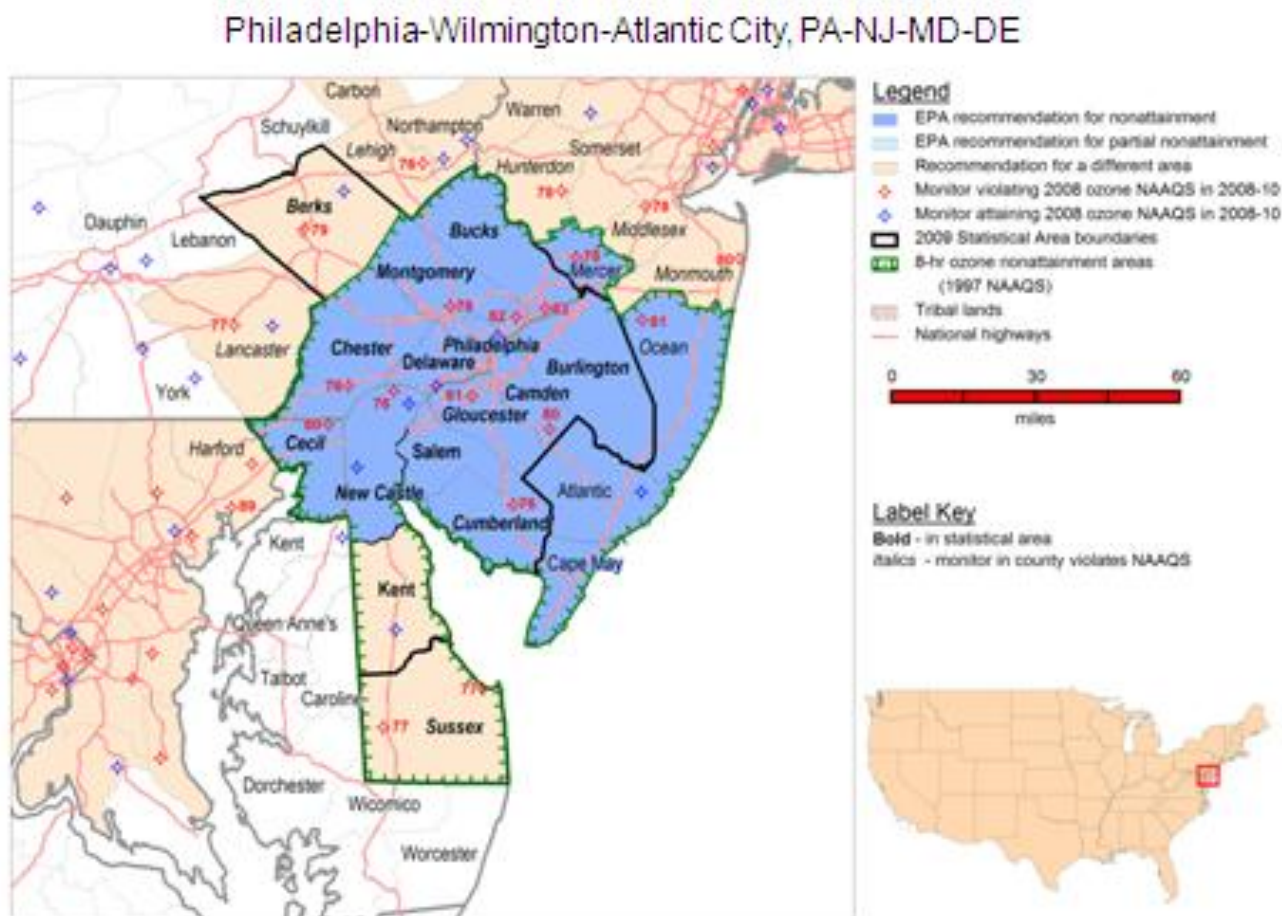 Philadelphia-Wilmington-Atlantic City, PA-NJ-MD-DE
Carbon
Warren
Schuylkill
Northampton
Somerset
Lehigh
Hunterdon
Berks
Dauphin
Lebanon
Bucks
Middlesex
Montgomery
Mercer
Monmouth
79
77
Lancaster
Chester
Philadelphia
Delaware
Ocean
Burlington
York
Camden
Gloucester
Harford
Cecil
Salem
New Castle
Atlantic
Cumberland
Kent
Cape May
Kent
Queen Anne's
Talbot
Caroline
77
Sussex
Dorchester
Wicomico
Worcester
Legend
EPA recommendation for nonattainment
EPA recommendation for partial nonattainment
Recommendation for a different area
Monitor violating 2008 ozone NAAQS in 2008-10
Monitor attaining 2008 ozone NAAQS in 2008-10
2009 Statistical Area boundaries
8-hr ozone nonattainment areas
(1997 NAAQS)
Tribal lands
National highways
0 30 60
miles
Label Key
Bold - in statistical area
Italics - monitor in county violates NAAQS